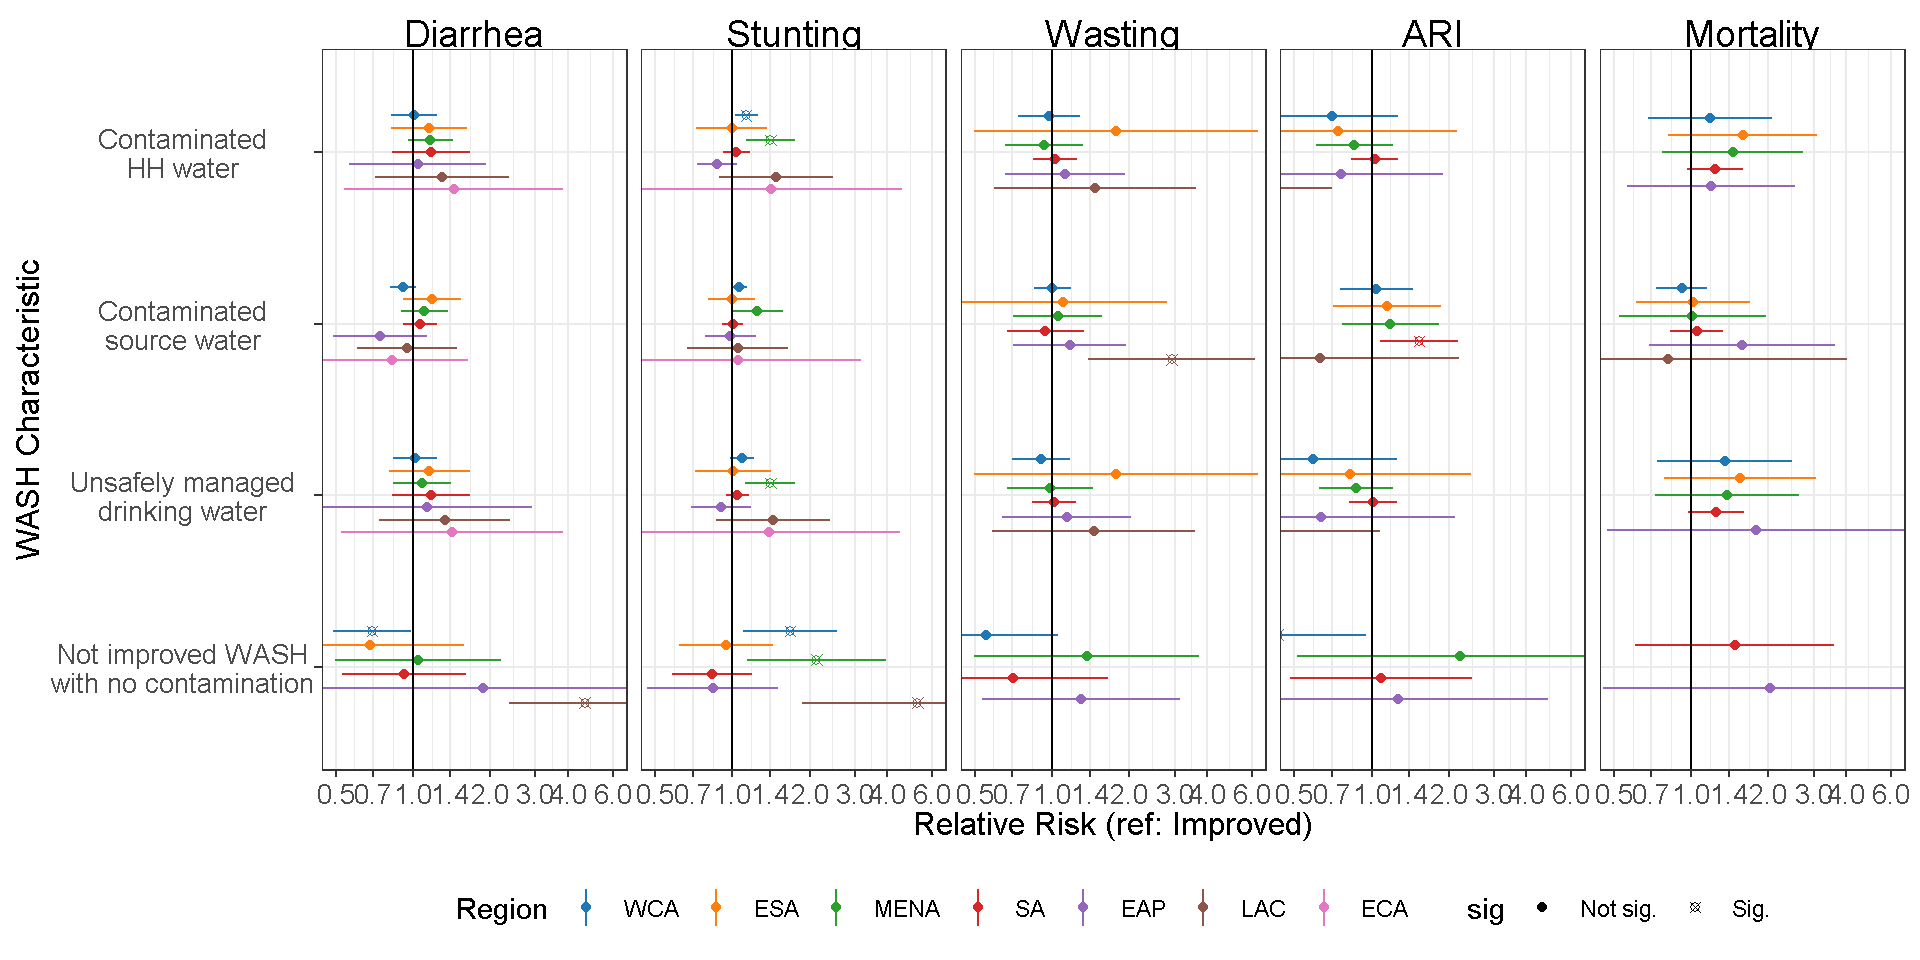 Diarrhea Stunting Wasting ARI Mortality
Contaminated
HH water
Contaminated
source water
Unsafely managed
drinking water
Not improved WASH
with no contamination
WASH Characteristic
0.5 0.7 1.0 1.4 2.0 3.0 4.0 6.0 0.5 0.7 1.0 1.4 2.0 3.0 4.0 6.0 0.5 0.7 1.0 1.4 2.0 3.0 4.0 6.0 0.5 0.7 1.0 1.4 2.0 3.0 4.0 6.0 0.5 0.7 1.0 1.4 2.0 3.0 4.0 6.0
Relative Risk (ref: Improved)
Region WCA ESA MENA SA EAP LAC ECA sig Not sig. Sig.